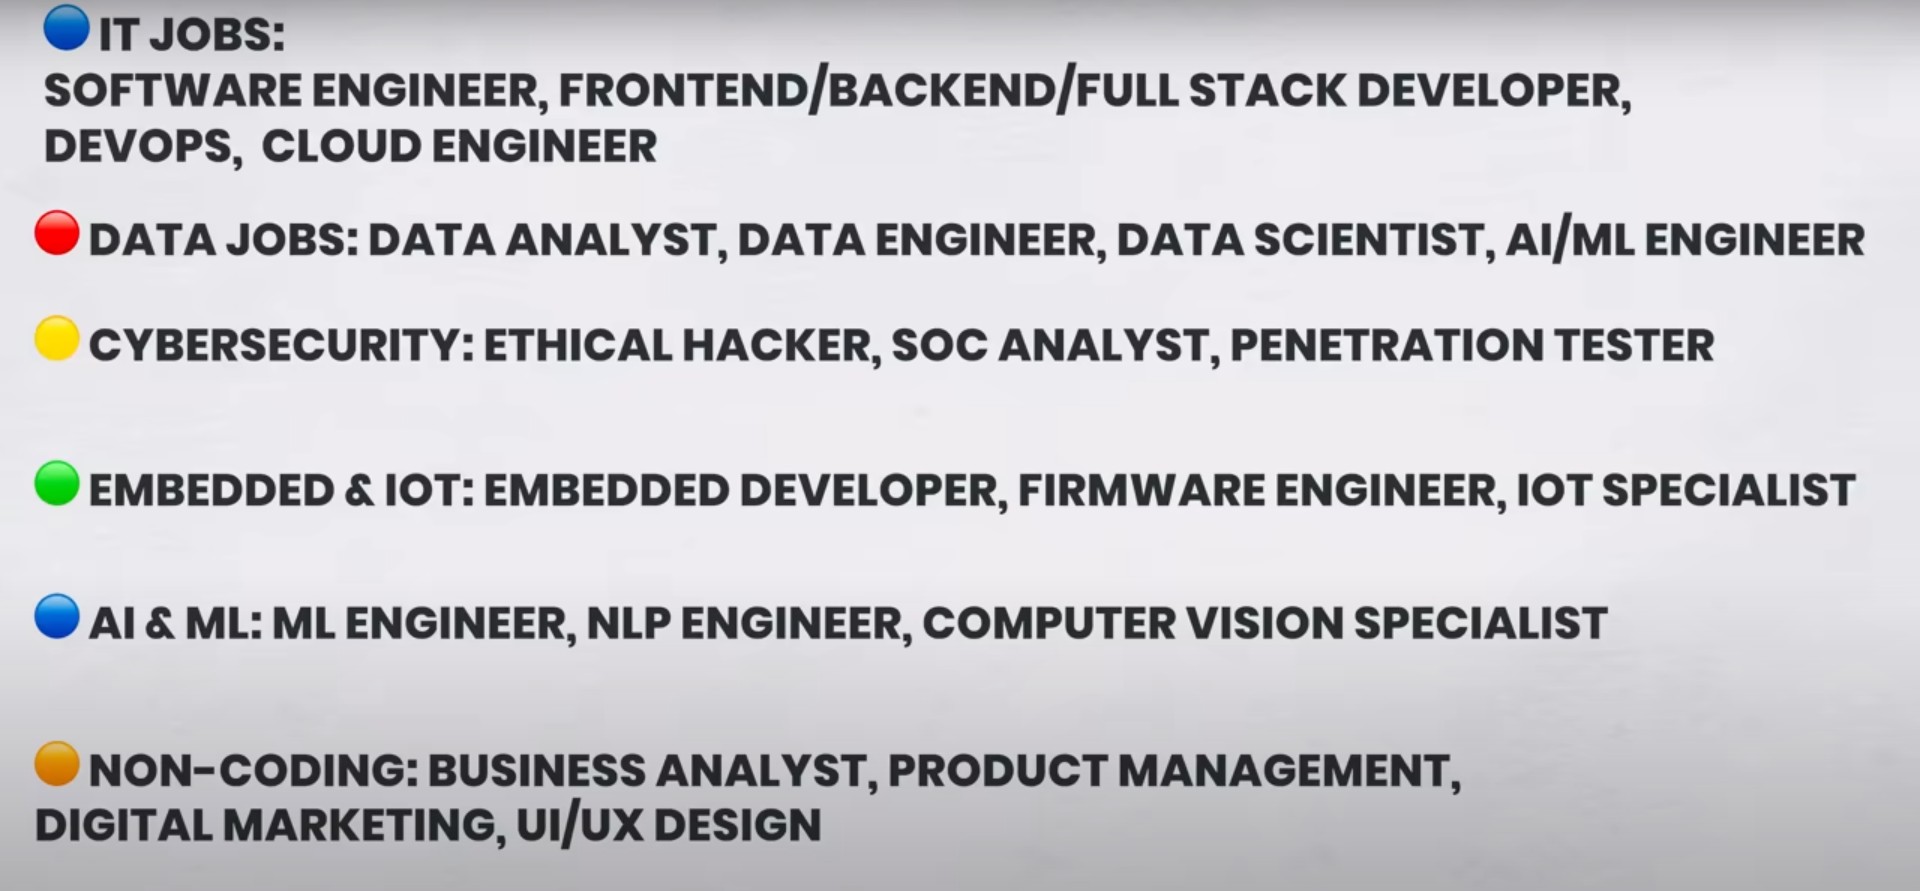 IT JOBS:
SOFTWARE ENGINEER, FRONTEND/BACKEND/FULL STACK DEVELOPER,
DEVOPS, CLOUD ENGINEER
DATA JOBS: DATA ANALYST, DATA ENGINEER, DATA SCIENTIST, AI/ML ENGINEER
CYBERSECURITY: ETHICAL HACKER, SOC ANALYST, PENETRATION TESTER
EMBEDDED & IOT: EMBEDDED DEVELOPER, FIRMWARE ENGINEER, IOT SPECIALIST
AI & ML: ML ENGINEER, NLP ENGINEER, COMPUTER VISION SPECIALIST
NON-CODING: BUSINESS ANALYST, PRODUCT MANAGEMENT,
DIGITAL MARKETING, UI/UX DESIGN